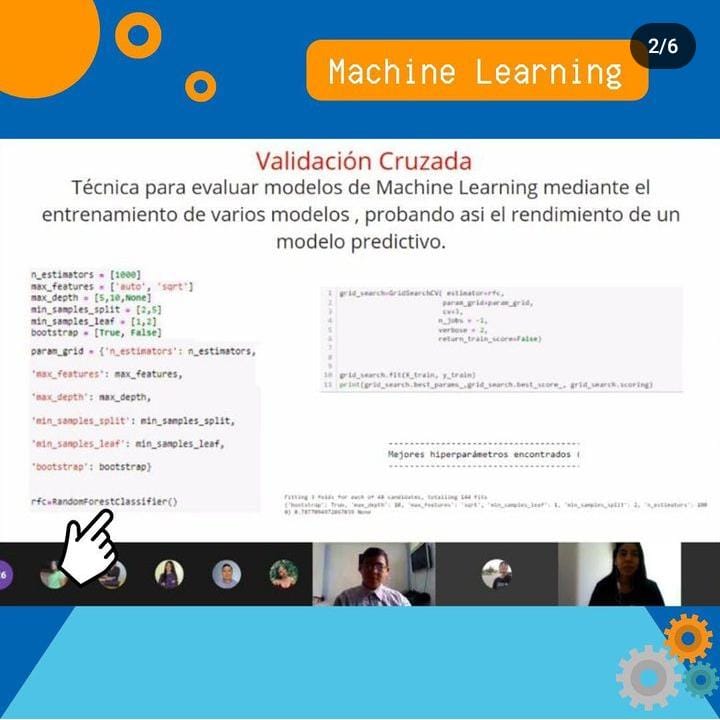 2/6
Machine Learning
Validación Cruzada
Técnica para evaluar modelos de Machine Learning mediante el
entrenamiento de varios modelos , probando asi el rendimiento de un
modelo predictivo.
n_estimators = [1000]
max_features = ['auto', 'sqrt']
max_depth = [5,10,None]
min_samples_split = [2,5]
min_samples_leaf = [1,2]
bootstrap = [True, False]
param_grid = {'n_estimators': n_estimators,
'max_features': max_features,
'max_depth': max_depth,
'min_samples_split': min_samples_split,
'min_samples_leaf': min_samples_leaf,
'bootstrap': bootstrap}
rfc=RandomForestClassifier()
1 grid_search=GridSearchCV( estimator=rfc,
2 param_grid=param_grid,
3 cv=3,
4 n_jobs = -1,
5 verbose = 2,
6 return_train_score=False)
7
8
9
10 grid_search.fit(X_train, y_train)
11 print(grid_search.best_params_,grid_search.best_score_, grid_search.scoring)
Mejores hiperparámetros encontrados
Fitting 3 folds for each of 48 candidates, totalling 144 fits
{'bootstrap': True, 'max_depth': 10, 'max_features': 'sqrt', 'min_samples_leaf': 1, 'min_samples_split': 2, 'n_estimators': 100
0} None